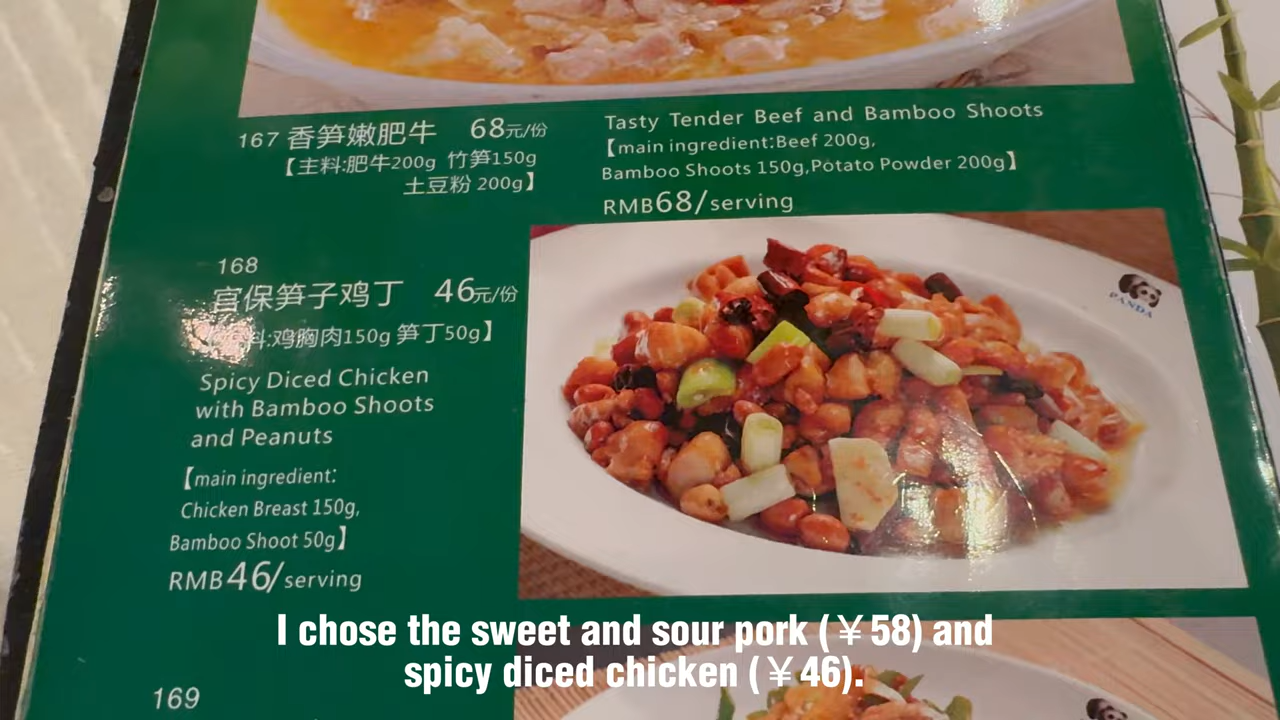 167 香笋嫩肥牛 68元/份
【主料:肥牛200g 竹笋150g
土豆粉 200g】
Tasty Tender Beef and Bamboo Shoots
【main ingredient:Beef 200g,
Bamboo Shoots 150g,Potato Powder 200g】
RMB68/serving
168
宫保笋子鸡丁 46元/份
料:鸡胸肉150g 笋丁50g】
Spicy Diced Chicken
with Bamboo Shoots
and Peanuts
【main ingredient:
Chicken Breast 150g,
Bamboo Shoot 50g】
RMB46/serving
PANDA
I chose the sweet and sour pork (￥58) and
spicy diced chicken (￥46).
169